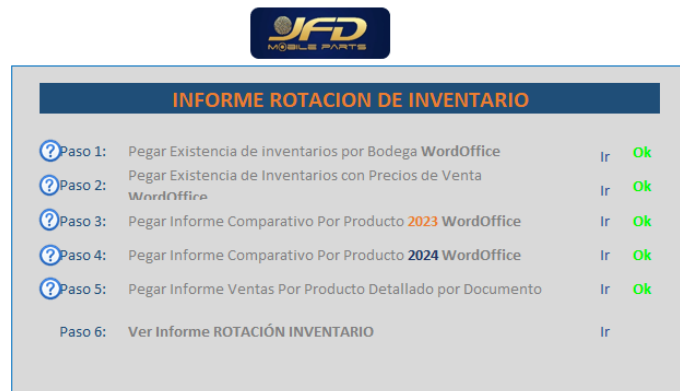 JFD
MOBILE PARTS
INFORME ROTACION DE INVENTARIO
? Paso 1: Pegar Existencia de inventarios por Bodega WordOffice Ir Ok
? Paso 2: Pegar Existencia de Inventarios con Precios de Venta
WordOffice Ir Ok
? Paso 3: Pegar Informe Comparativo Por Producto 2023 WordOffice Ir Ok
? Paso 4: Pegar Informe Comparativo Por Producto 2024 WordOffice Ir Ok
? Paso 5: Pegar Informe Ventas Por Producto Detallado por Documento Ir Ok
Paso 6: Ver Informe ROTACIÓN INVENTARIO Ir